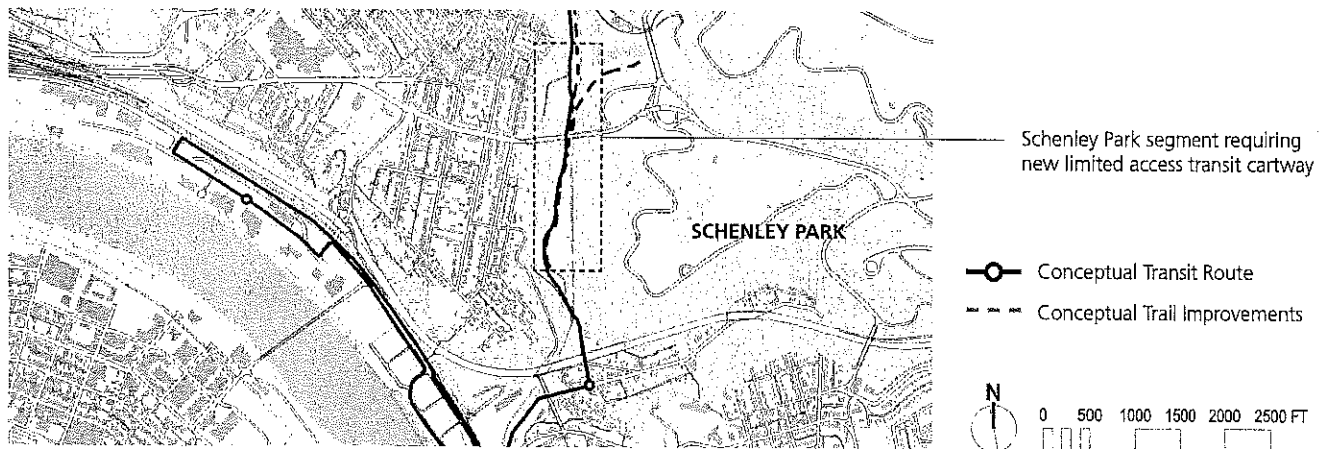 Schenley Park segment requiring
new limited access transit cartway
SCHENLEY PARK
Conceptual Transit Route
Conceptual Trail Improvements
N
0 500 1000 1500 2000 2500 FT